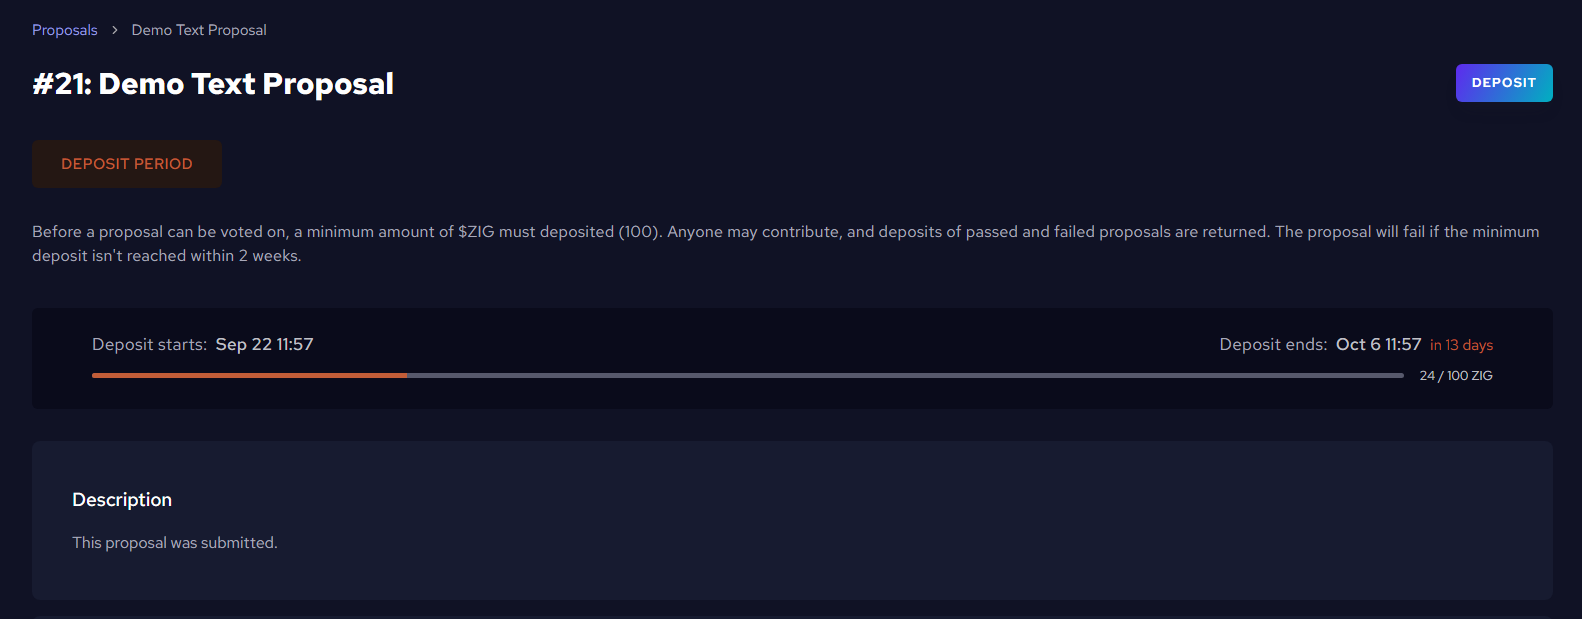 Proposals > Demo Text Proposal
#21: Demo Text Proposal
DEPOSIT
DEPOSIT PERIOD
Before a proposal can be voted on, a minimum amount of $ZIG must deposited (100). Anyone may contribute, and deposits of passed and failed proposals are returned. The proposal will fail if the minimum
deposit isn't reached within 2 weeks.
Deposit starts: Sep 22 11:57
Deposit ends: Oct 6 11:57 in 13 days
24 / 100 ZIG
Description
This proposal was submitted.